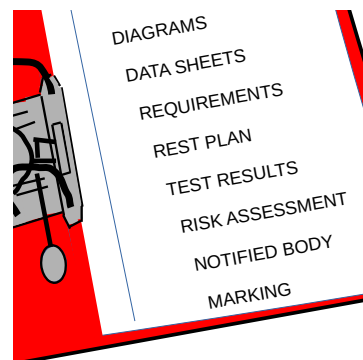 DIAGRAMS
DATA SHEETS
REQUIREMENTS
REST PLAN
TEST RESULTS
RISK ASSESSMENT
NOTIFIED BODY
MARKING